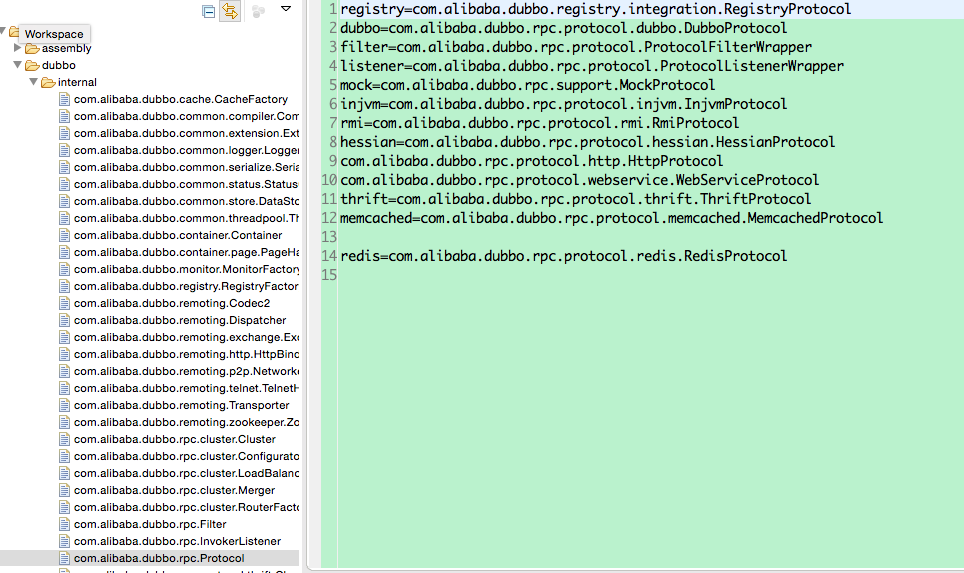 Workspace
assembly
dubbo
internal
com.alibaba.dubbo.cache.CacheFactory
com.alibaba.dubbo.common.compiler.Com
com.alibaba.dubbo.common.extension.Ext
com.alibaba.dubbo.common.logger.Logger
com.alibaba.dubbo.common.serialize.Seria
com.alibaba.dubbo.common.status.Status
com.alibaba.dubbo.common.store.DataSto
com.alibaba.dubbo.common.threadpool.Th
com.alibaba.dubbo.container.Container
com.alibaba.dubbo.container.page.PageHa
com.alibaba.dubbo.monitor.MonitorFactory
com.alibaba.dubbo.registry.RegistryFactor
com.alibaba.dubbo.remoting.Codec2
com.alibaba.dubbo.remoting.Dispatcher
com.alibaba.dubbo.remoting.exchange.Exc
com.alibaba.dubbo.remoting.http.HttpBinc
com.alibaba.dubbo.remoting.p2p.Networke
com.alibaba.dubbo.remoting.telnet.TelnetH
com.alibaba.dubbo.remoting.Transporter
com.alibaba.dubbo.remoting.zookeeper.Zo
com.alibaba.dubbo.rpc.cluster.Cluster
com.alibaba.dubbo.rpc.cluster.Configurato
com.alibaba.dubbo.rpc.cluster.LoadBalanc
com.alibaba.dubbo.rpc.cluster.Merger
com.alibaba.dubbo.rpc.cluster.RouterFacto
com.alibaba.dubbo.rpc.Filter
com.alibaba.dubbo.rpc.InvokerListener
com.alibaba.dubbo.rpc.Protocol
1 registry=com.alibaba.dubbo.registry.integration.RegistryProtocol
2 dubbo=com.alibaba.dubbo.rpc.protocol.dubbo.DubboProtocol
3 filter=com.alibaba.dubbo.rpc.protocol.ProtocolFilterWrapper
4 listener=com.alibaba.dubbo.rpc.protocol.ProtocolListenerWrapper
5 mock=com.alibaba.dubbo.rpc.support.MockProtocol
6 injvm=com.alibaba.dubbo.rpc.protocol.injvm.InjvmProtocol
7 rmi=com.alibaba.dubbo.rpc.protocol.rmi.RmiProtocol
8 hessian=com.alibaba.dubbo.rpc.protocol.hessian.HessianProtocol
9 com.alibaba.dubbo.rpc.protocol.http.HttpProtocol
10 com.alibaba.dubbo.rpc.protocol.webservice.WebServiceProtocol
11 thrift=com.alibaba.dubbo.rpc.protocol.thrift.ThriftProtocol
12 memcached=com.alibaba.dubbo.rpc.protocol.memcached.MemcachedProtocol
13
14 redis=com.alibaba.dubbo.rpc.protocol.redis.RedisProtocol
15